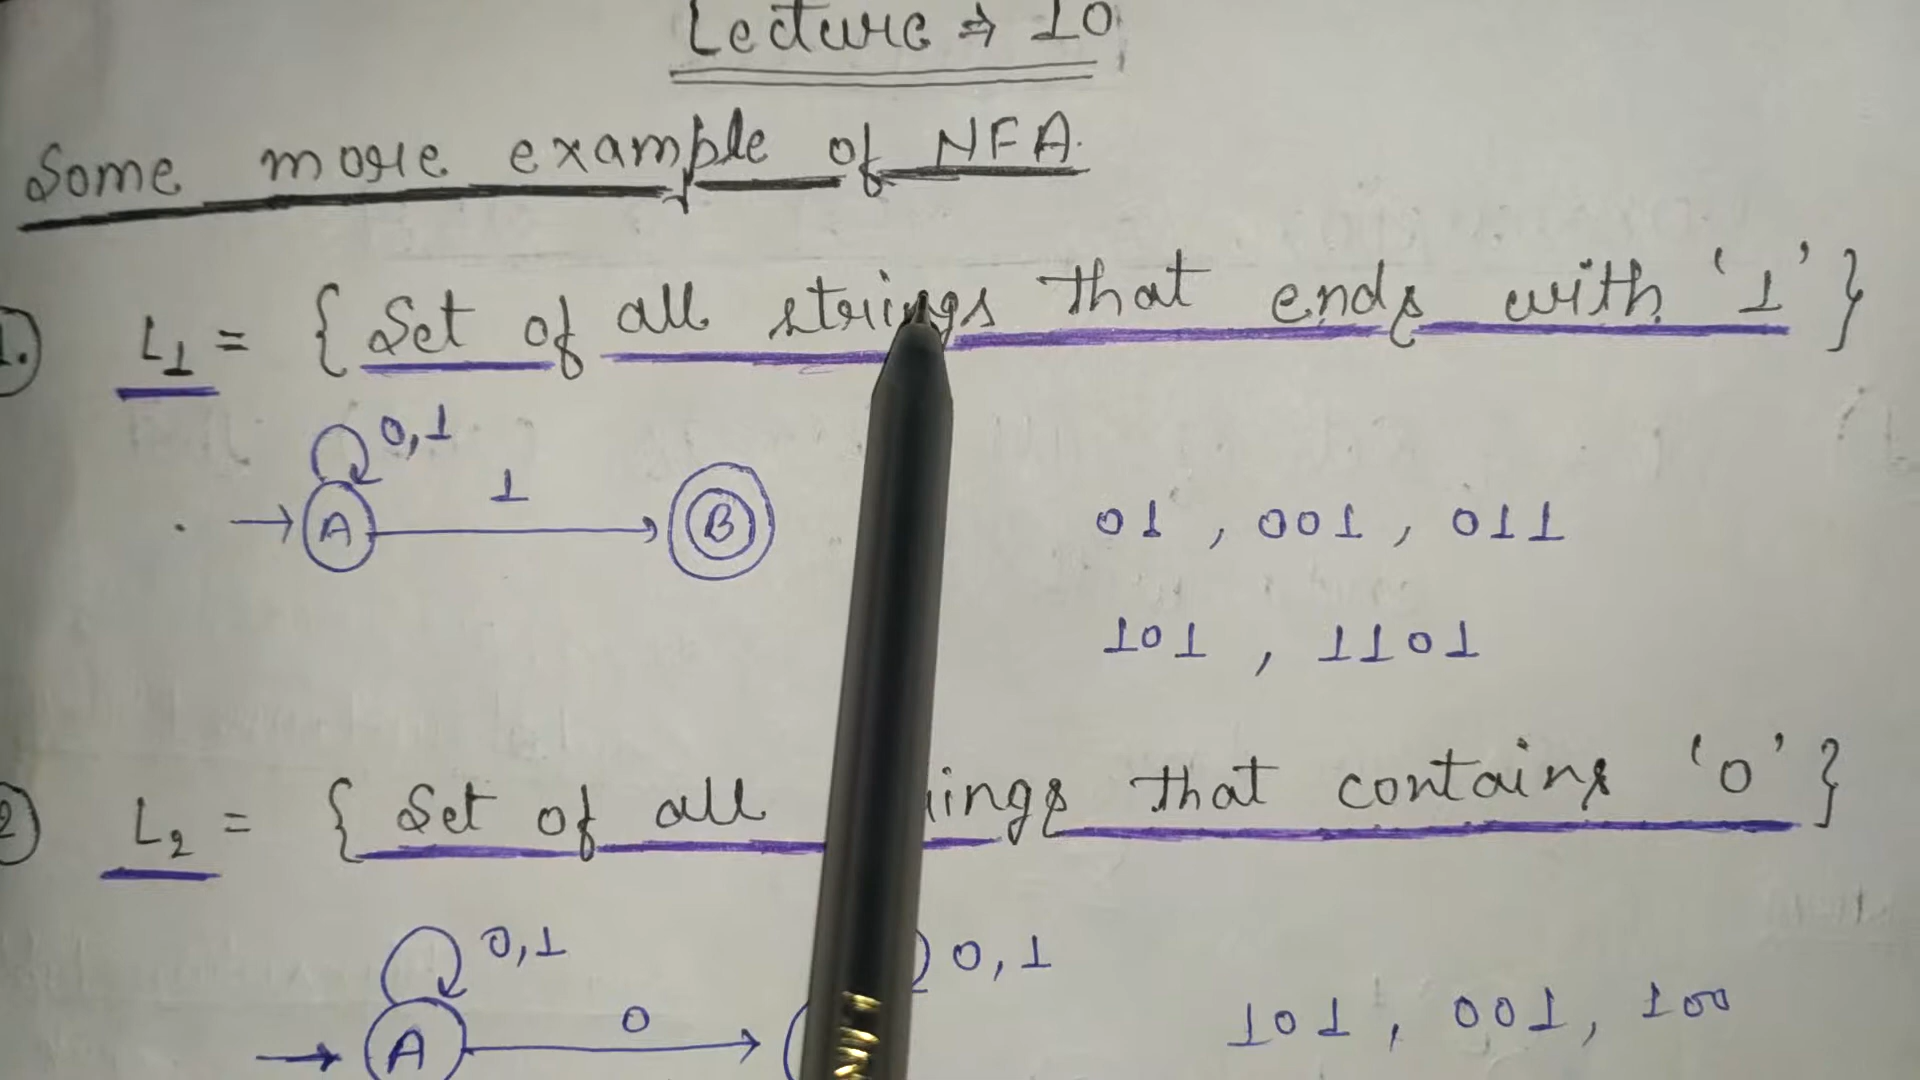 Lecture ⇒ 10
Some more example of NFA.
1. L1 = { Set of all strings that ends with '1' }
0,1
1
A
B
01 , 001 , 011
101 , 1101
2 L2 = { Set of all ings that contains '0' }
0,1
0,1
0
A
101 , 001 , 100